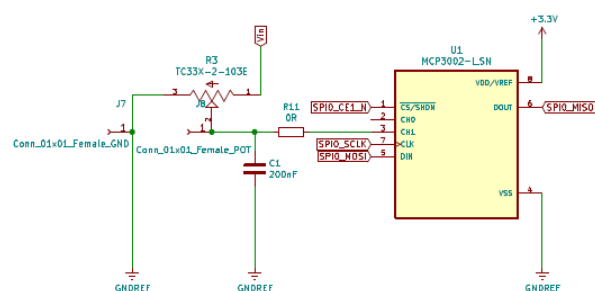 Vin
+3.3V
R3
TC33X-2-103E
3
1
2
J7
1
Conn_01x01_Female_GND
J8
1
Conn_01x01_Female_POT
R11
0R
C1
200nF
U1
MCP3002-I_SN
SPI0_CE1_N
1
CS/SHDN
2
CH0
3
CH1
SPI0_SCLK
7
CLK
SPI0_MOSI
5
DIN
VDD/VREF
8
DOUT
6
SPI0_MISO
VSS
4
GNDREF
GNDREF
GNDREF